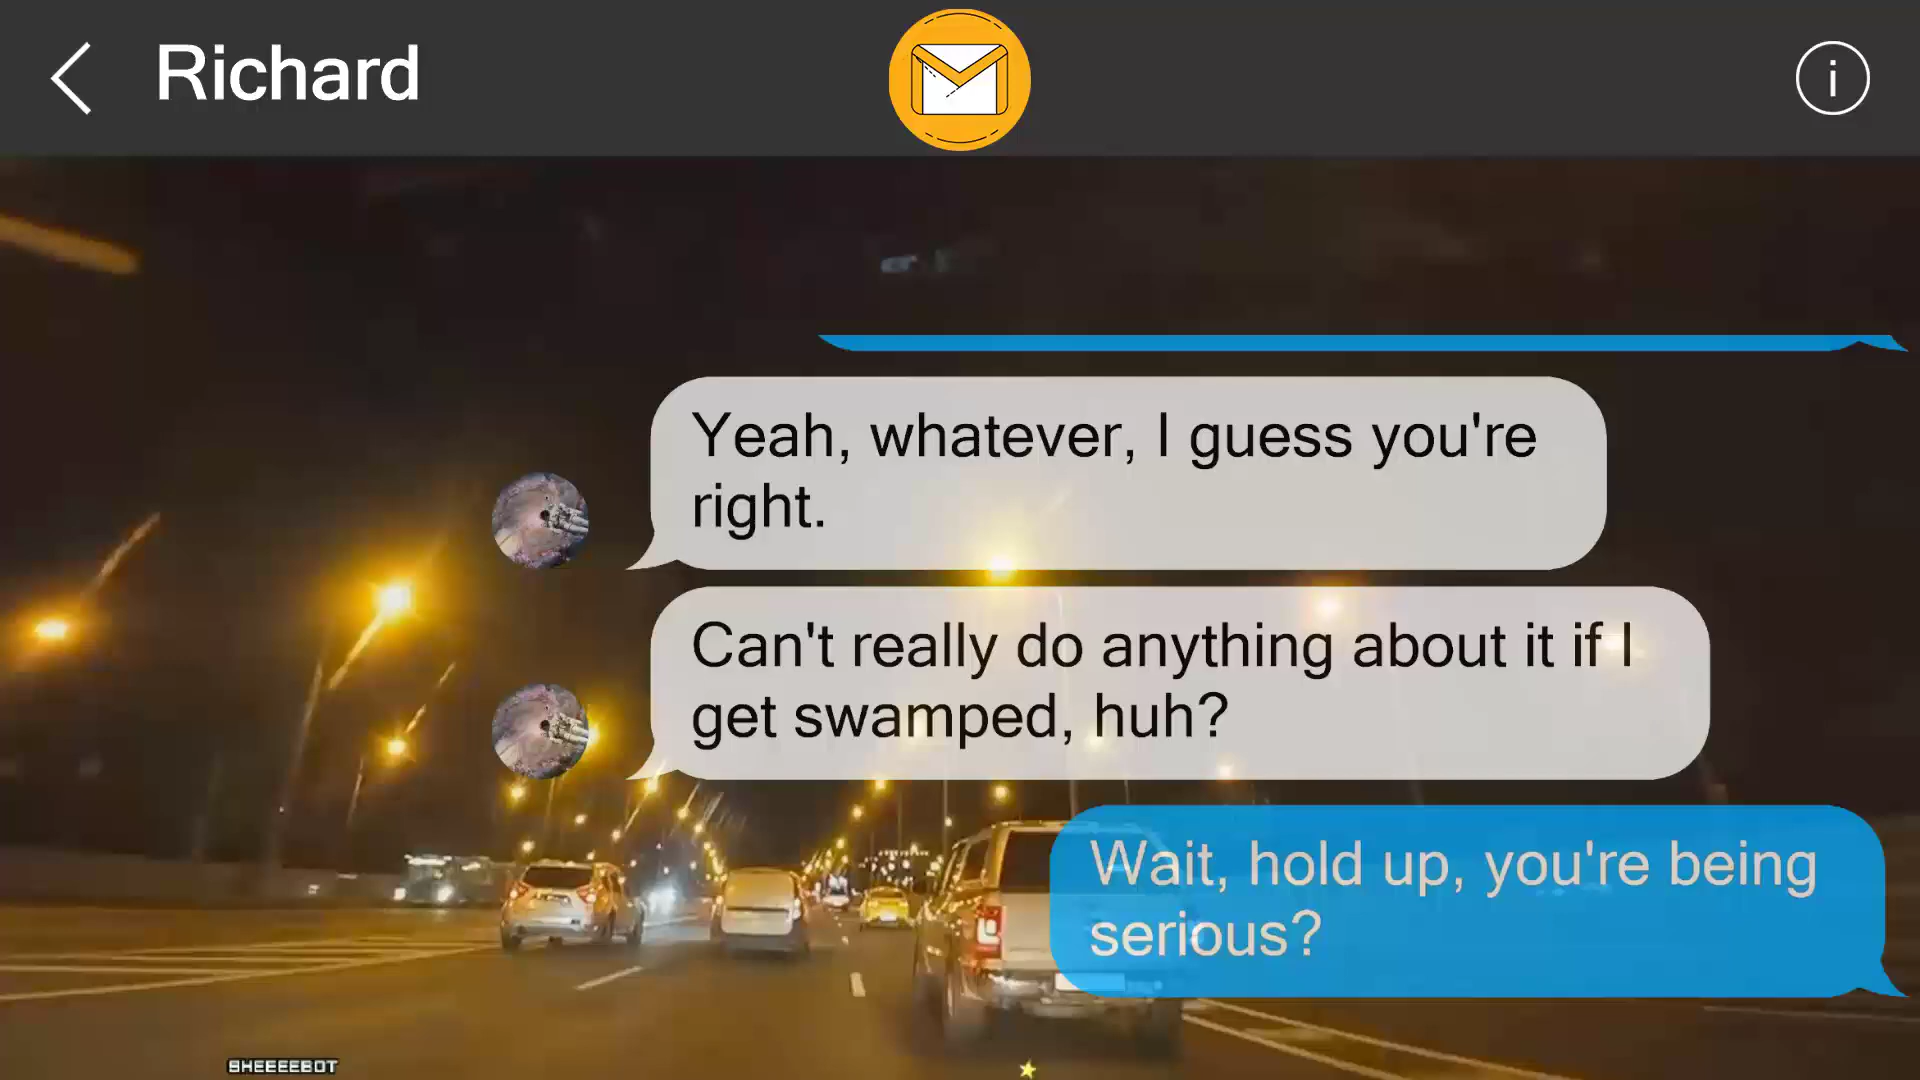 Richard
i
Yeah, whatever, I guess you're
right.
Can't really do anything about it if I
get swamped, huh?
Wait, hold up, you're being
serious?
SHEEEEBOT